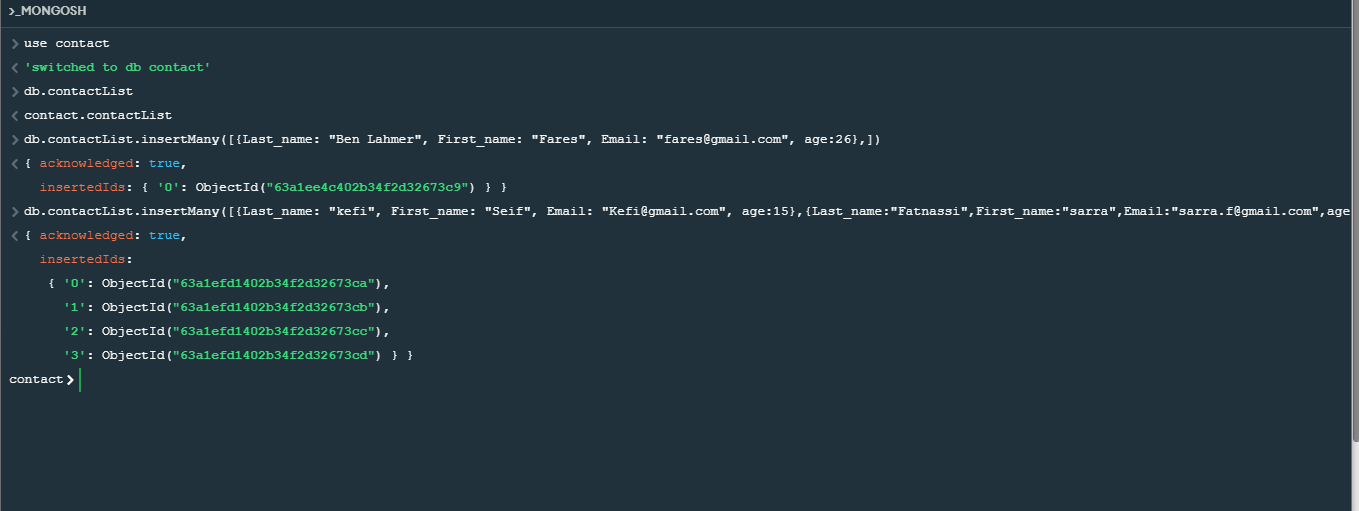 >_MONGOSH
> use contact
< 'switched to db contact'
> db.contactList
< contact.contactList
> db.contactList.insertMany([{Last_name: "Ben Lahmer", First_name: "Fares", Email: "fares@gmail.com", age:26},])
< { acknowledged: true,
insertedIds: { '0': ObjectId("63a1ee4c402b34f2d32673c9") } }
> db.contactList.insertMany([{Last_name: "kefi", First_name: "Seif", Email: "Kefi@gmail.com", age:15},{Last_name:"Fatnassi",First_name:"sarra",Email:"sarra.f@gmail.com",age
< { acknowledged: true,
insertedIds:
{ '0': ObjectId("63a1efd1402b34f2d32673ca"),
'1': ObjectId("63a1efd1402b34f2d32673cb"),
'2': ObjectId("63a1efd1402b34f2d32673cc"),
'3': ObjectId("63a1efd1402b34f2d32673cd") } }
contact >